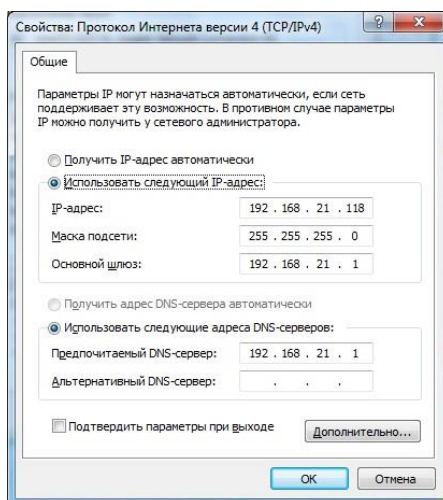 Свойства: Протокол Интернета версии 4 (TCP/IPv4)
Общие
Параметры IP могут назначаться автоматически, если сеть
поддерживает эту возможность. В противном случае параметры
IP можно получить у сетевого администратора.
Получить IP-адрес автоматически
Использовать следующий IP-адрес:
IP-адрес: 192 . 168 . 21 . 118
Маска подсети: 255 . 255 . 255 . 0
Основной шлюз: 192 . 168 . 21 . 1
Получить адрес DNS-сервера автоматически
Использовать следующие адреса DNS-серверов:
Предпочитаемый DNS-сервер: 192 . 168 . 21 . 1
Альтернативный DNS-сервер: . . .
Подтвердить параметры при выходе
Дополнительно...
ОК Отмена